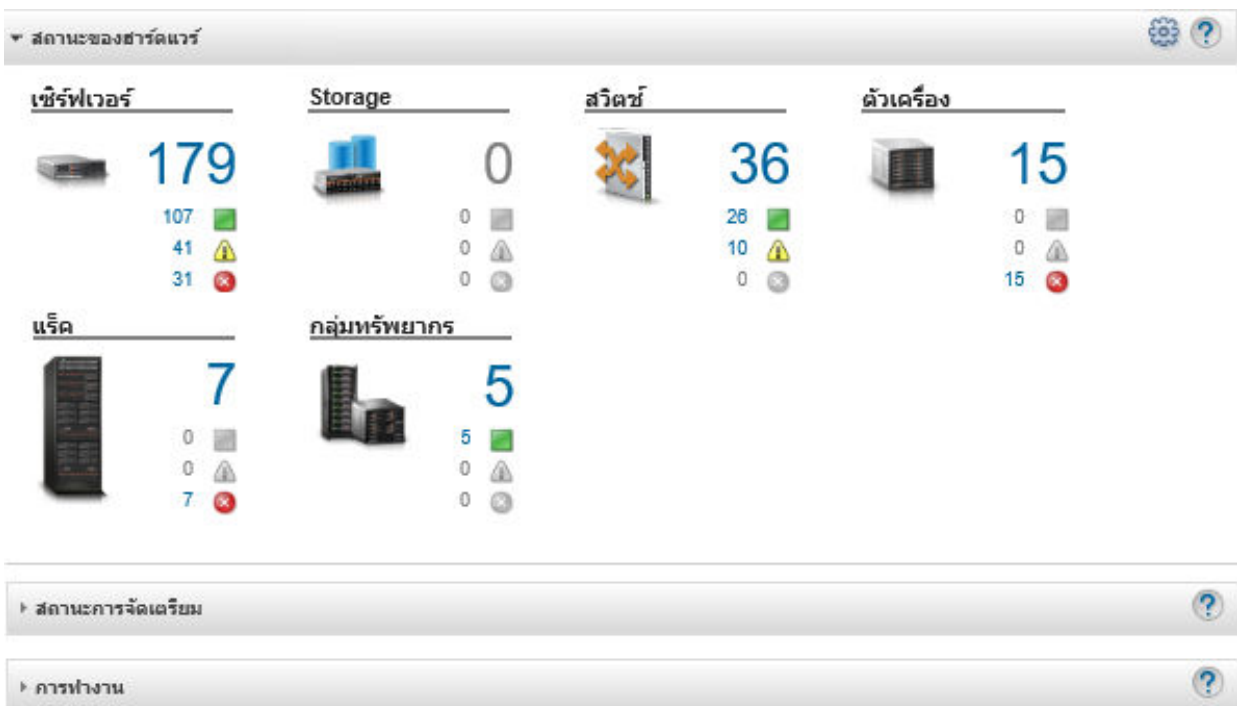 สถานะของฮาร์ดแวร์
เซิร์ฟเวอร์
179
107
41
31
Storage
0
0
0
0
สวิตช์
36
26
10
0
ตัวเครื่อง
15
0
0
15
แร็ค
7
0
0
7
กลุ่มทรัพยากร
5
5
0
0
สถานะการจัดเตรียม
การทำงาน